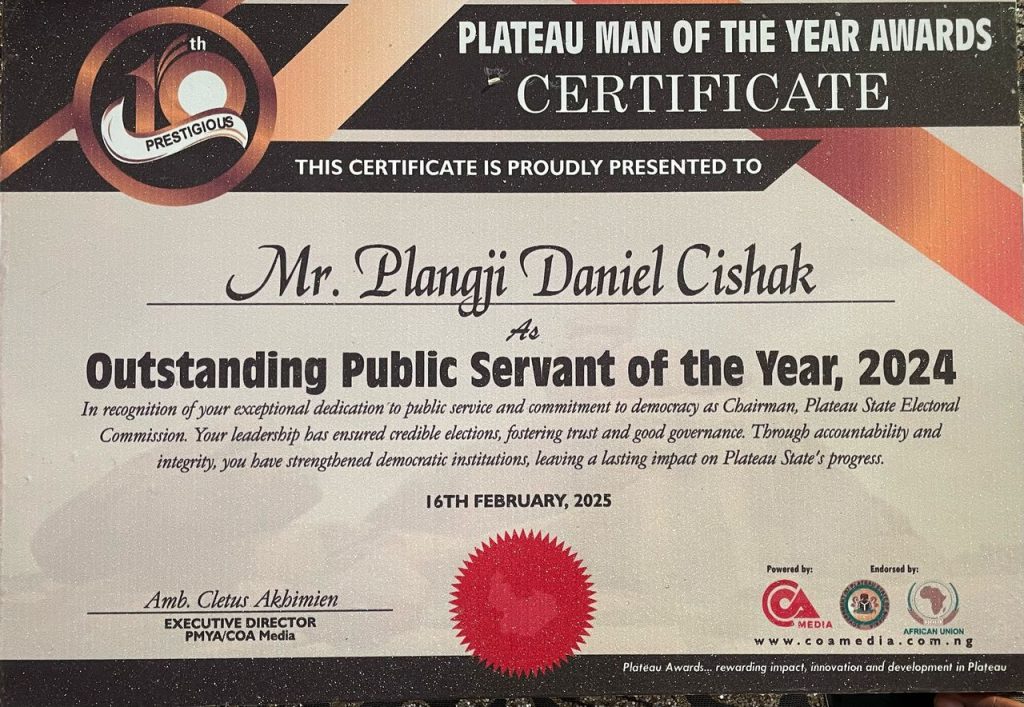 10th
PRESTIGIOUS
PLATEAU MAN OF THE YEAR AWARDS
CERTIFICATE
THIS CERTIFICATE IS PROUDLY PRESENTED TO
Mr. Plangji Daniel Cishak
As
Outstanding Public Servant of the Year, 2024
In recognition of your exceptional dedication to public service and commitment to democracy as Chairman, Plateau State Electoral
Commission. Your leadership has ensured credible elections, fostering trust and good governance. Through accountability and
integrity, you have strengthened democratic institutions, leaving a lasting impact on Plateau State's progress.
16TH FEBRUARY, 2025
Amb. Cletus Akhimien
EXECUTIVE DIRECTOR
PMYA/COA Media
Powered by:
Endorsed by:
COA MEDIA
AFRICAN UNION
www.coamedia.com.ng
Plateau Awards... rewarding impact, innovation and development in Plateau